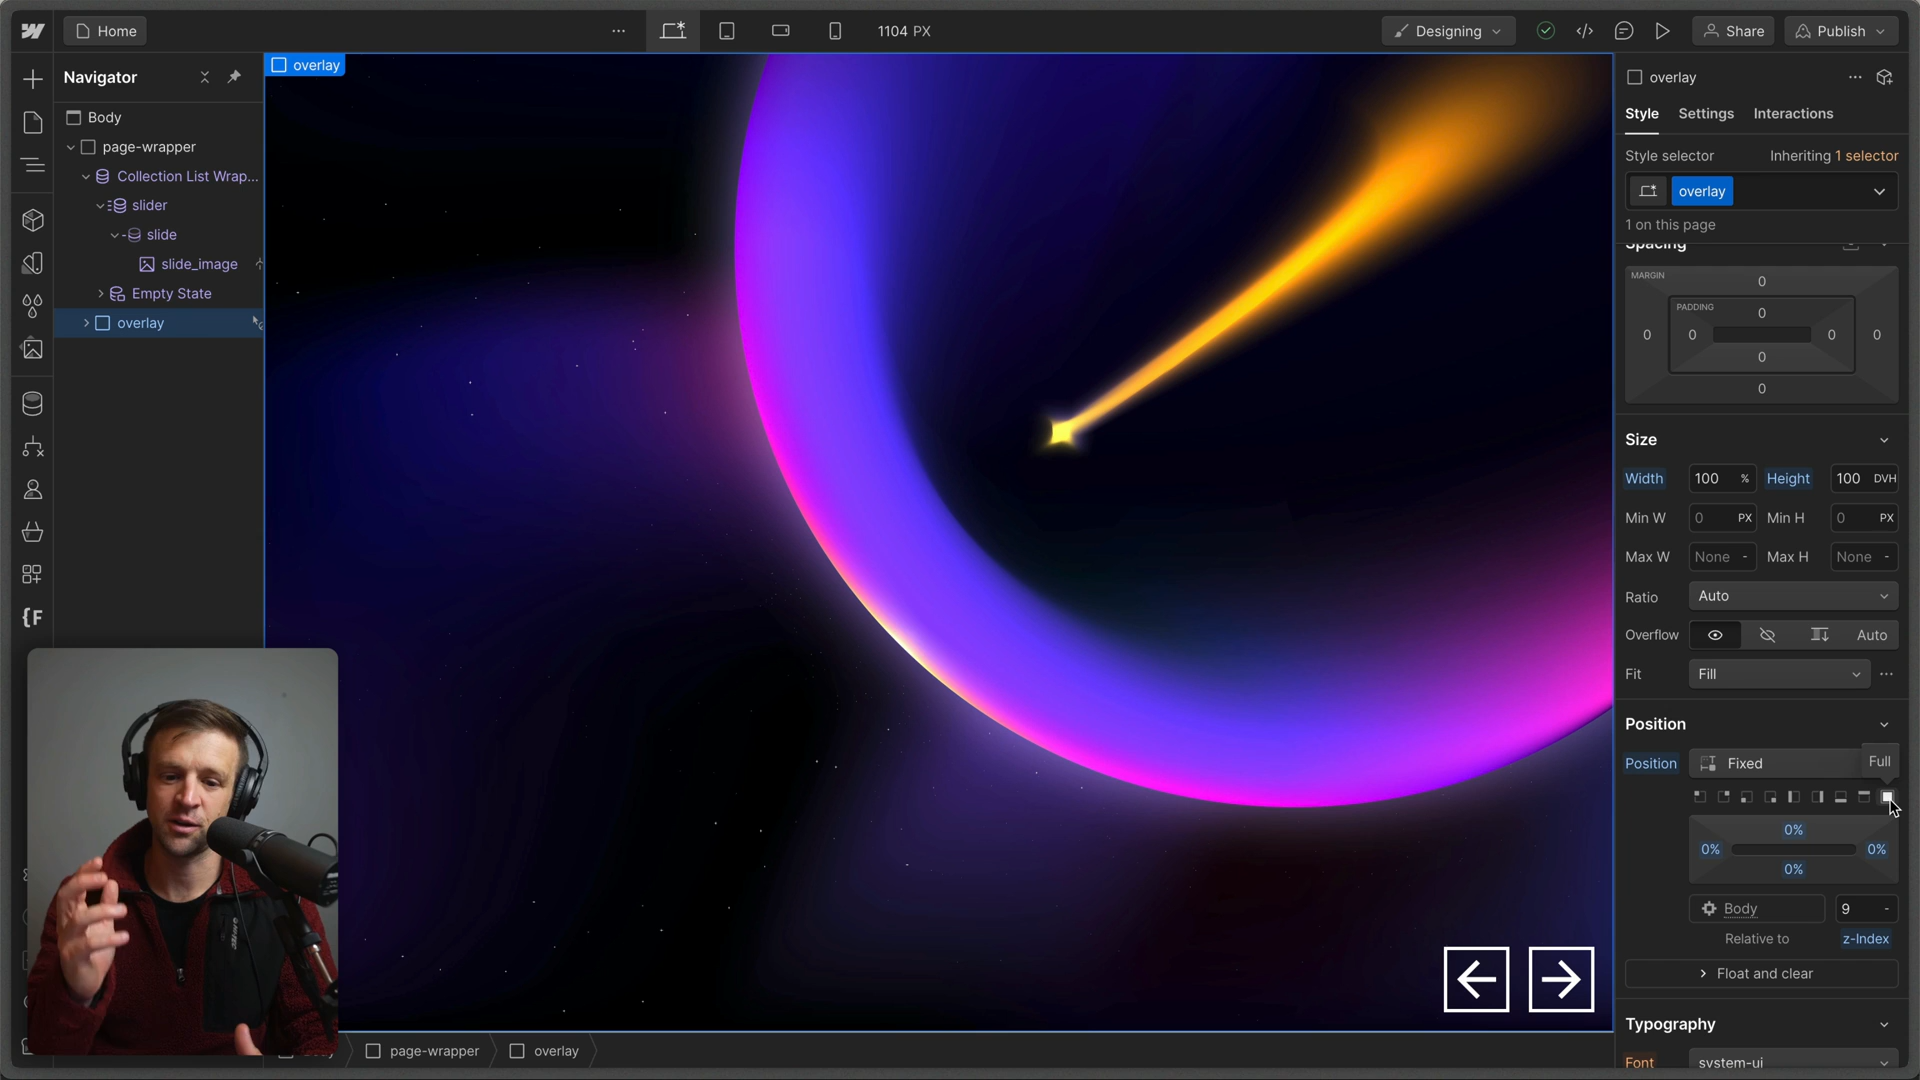 Home
1104 PX
Designing
Share
Publish
Navigator
Body
page-wrapper
Collection List Wrap...
slider
slide
slide_image
Empty State
overlay
overlay
overlay
Style
Settings
Interactions
Style selector
Inheriting 1 selector
overlay
1 on this page
Spacing
MARGIN
0
PADDING
0
0
0
0
0
0
0
Size
Width
100 %
Height
100 DVH
Min W
0 PX
Min H
0 PX
Max W
None -
Max H
None -
Ratio
Auto
Overflow
Auto
Fit
Fill
Position
Position
Fixed
Full
0%
0%
0%
0%
Body
9 -
Relative to
z-Index
Float and clear
Typography
Font
system-ui
page-wrapper
overlay